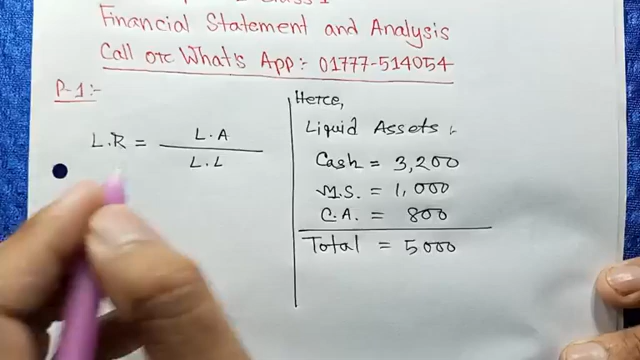 Financial Statement and Analysis
Call or What's App:- 01777-514054
P-1:-
L.R = L.A / L.L
Here,
Liquid Assets:-
Cash = 3,200
M.S. = 1,000
C.A. = 800
Total = 5000